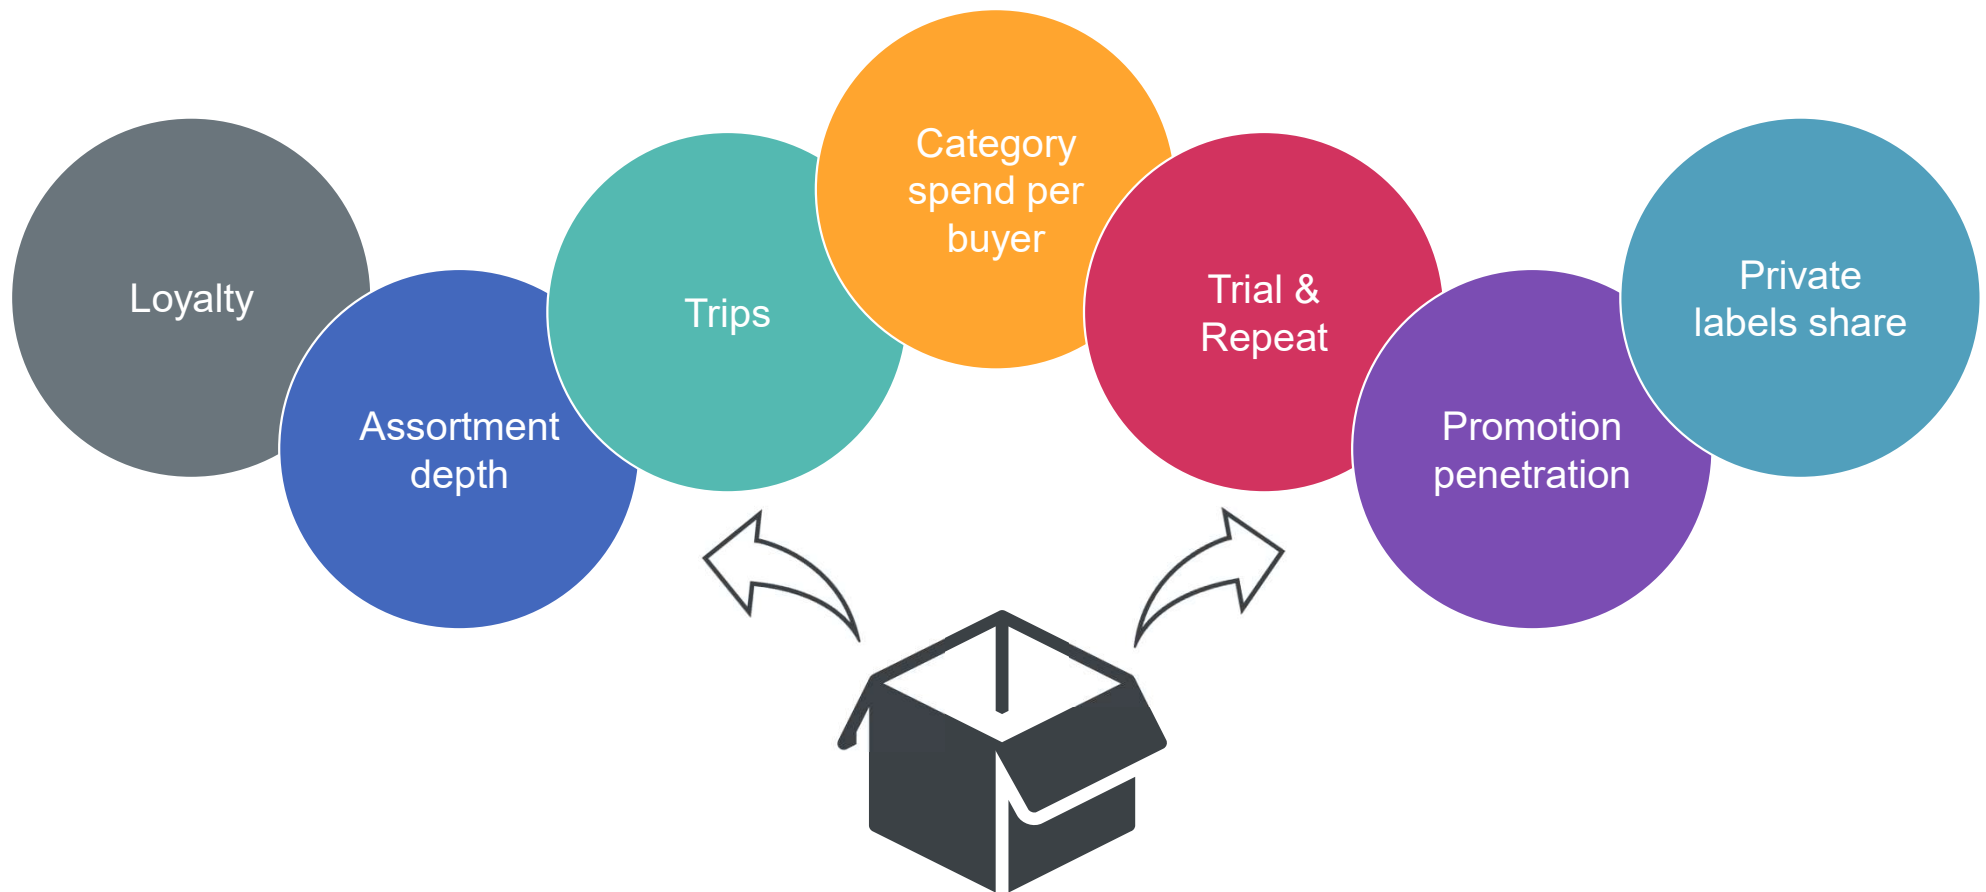 Loyalty
Assortment
depth
Trips
Category
spend per
buyer
Trial &
Repeat
Promotion
penetration
Private
labels share